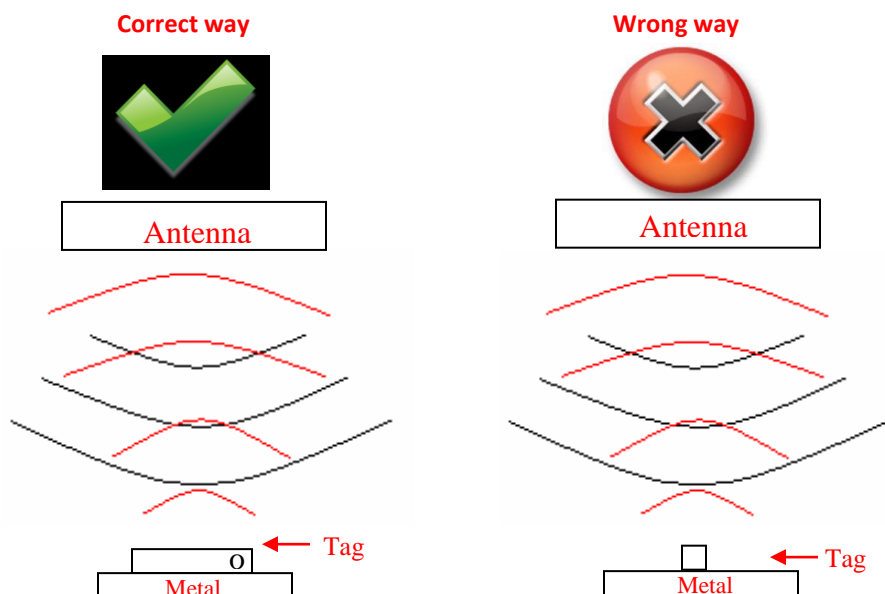 Correct way
Wrong way
Antenna
Antenna
Tag
O
Metal
Tag
Metal